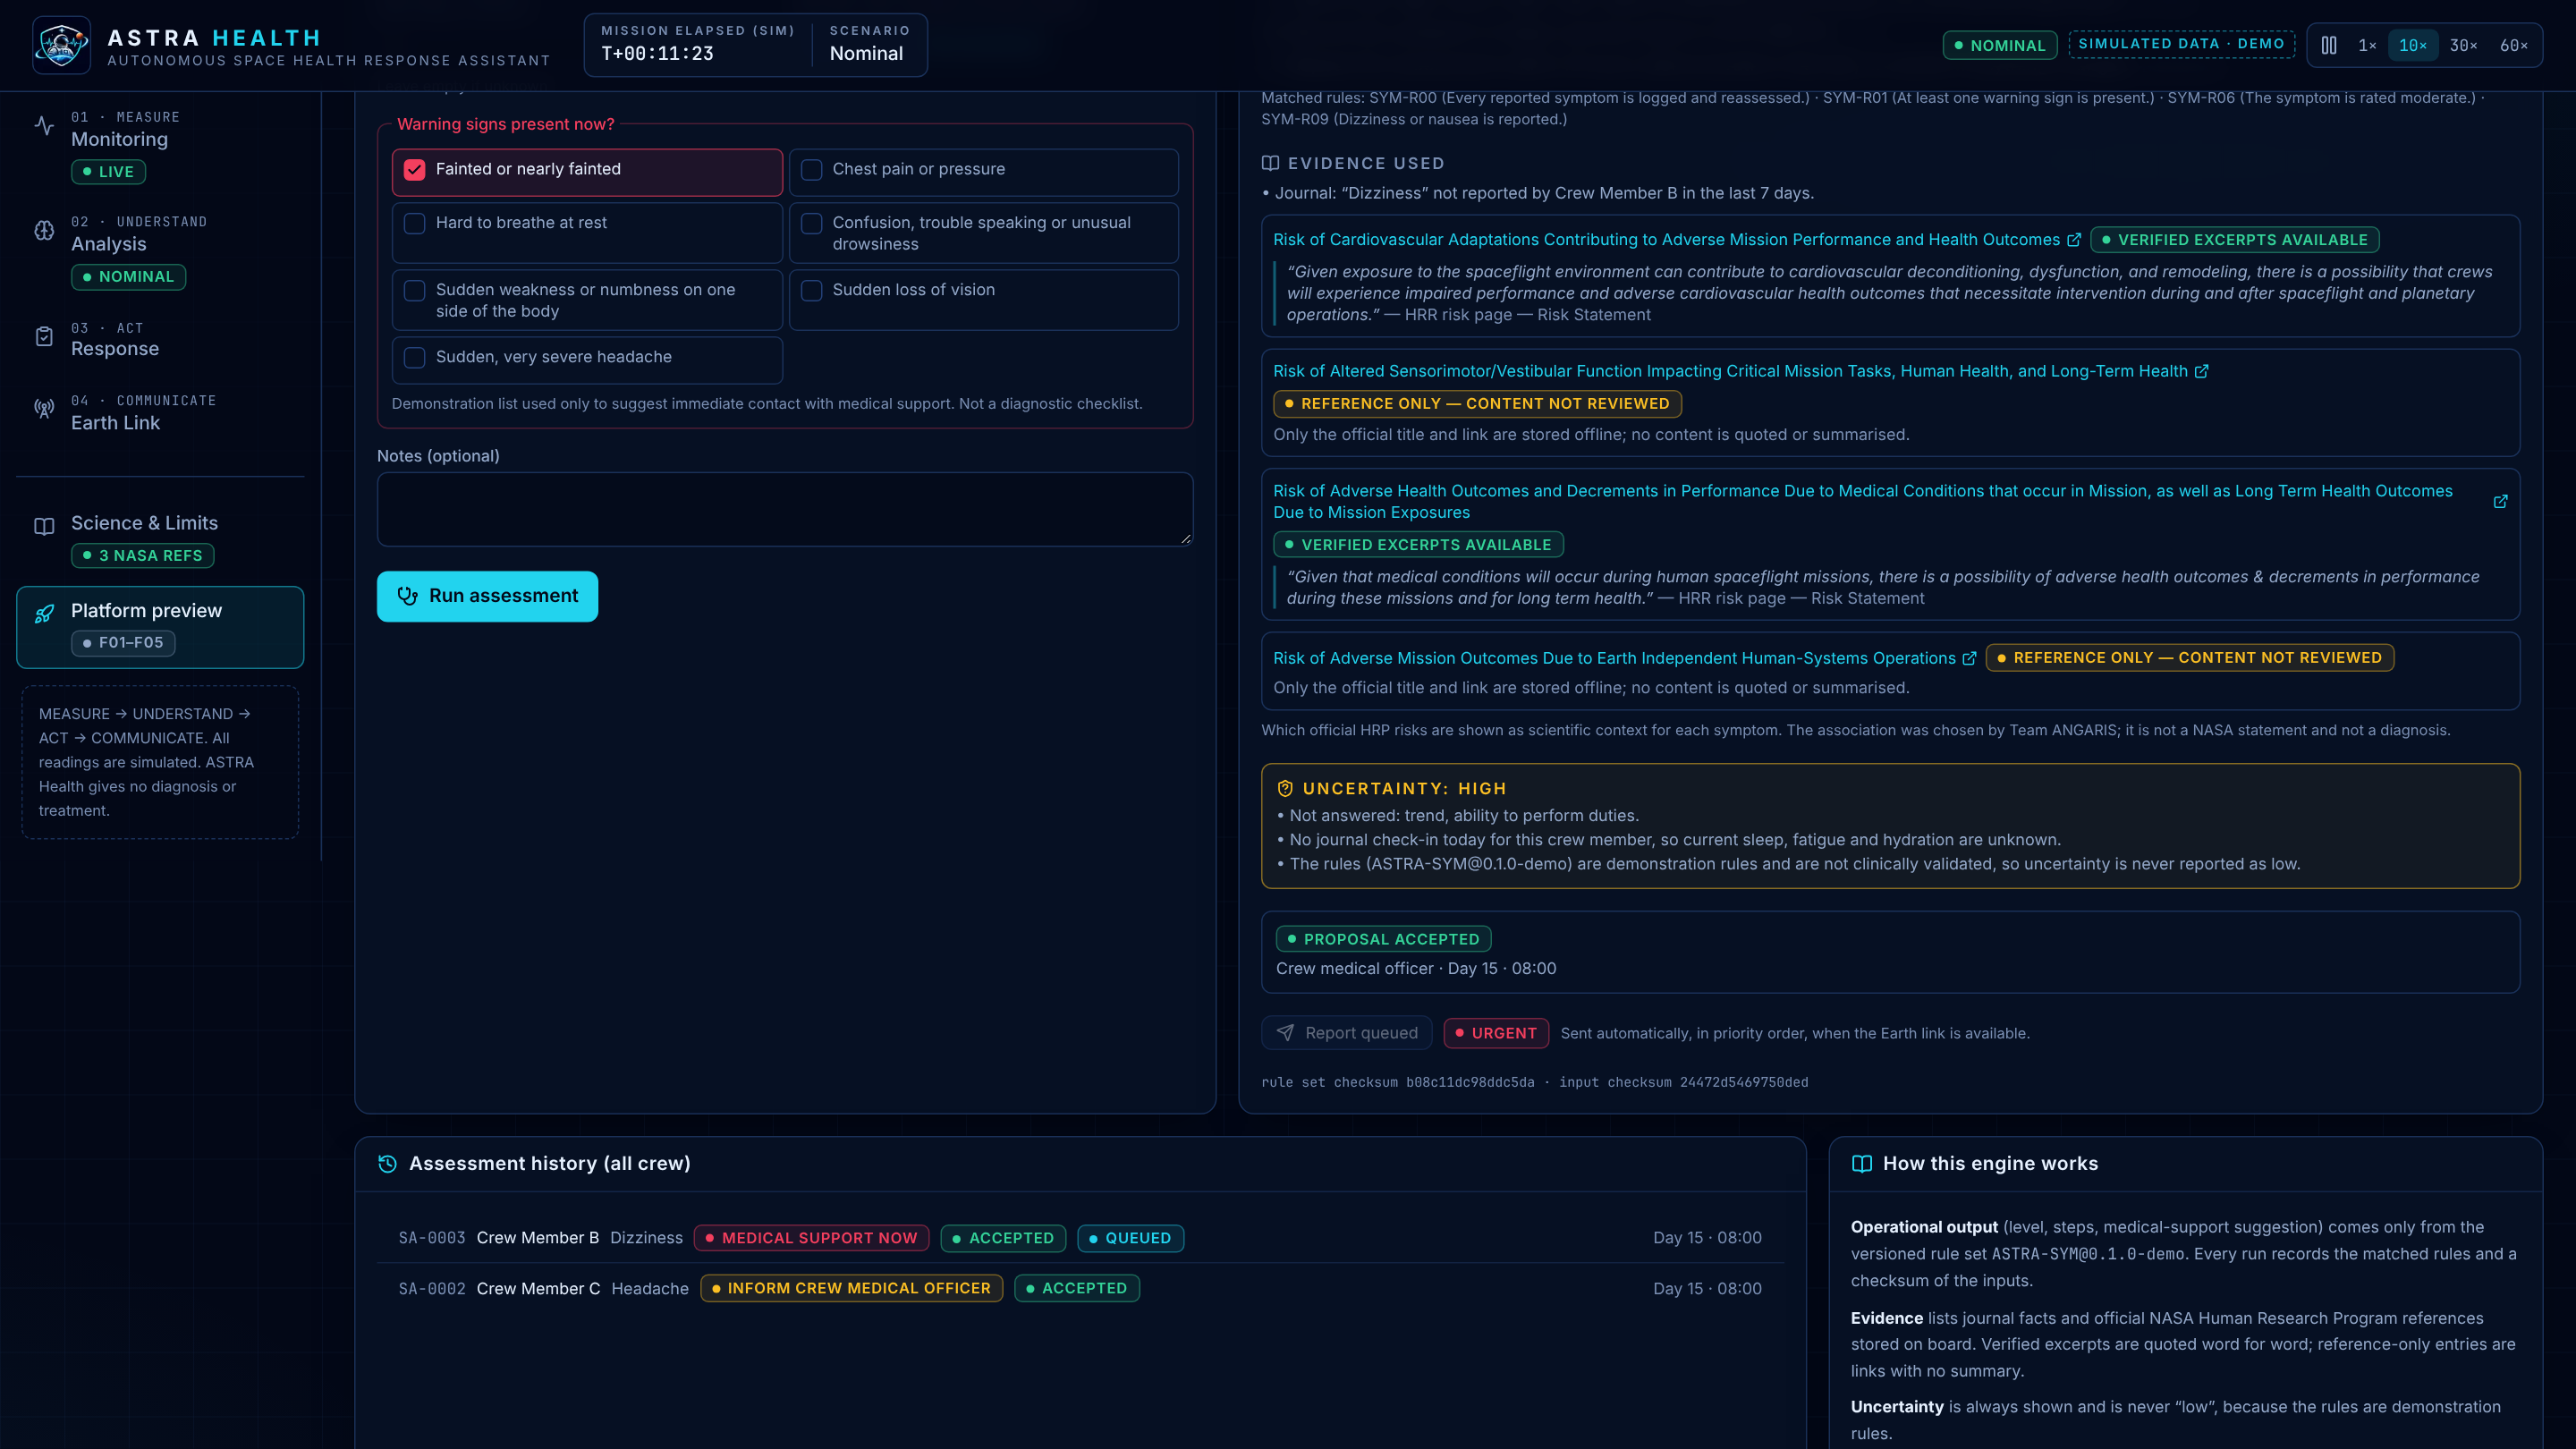 ASTRA HEALTH
AUTONOMOUS SPACE HEALTH RESPONSE ASSISTANT
MISSION ELAPSED (SIM)
T+00:11:23
SCENARIO
Nominal
NOMINAL
SIMULATED DATA · DEMO
1×
10×
30×
60×
01 · MEASURE
Monitoring
LIVE
02 · UNDERSTAND
Analysis
NOMINAL
03 · ACT
Response
04 · COMMUNICATE
Earth Link
Science & Limits
3 NASA REFS
Platform preview
F01–F05
MEASURE → UNDERSTAND →
ACT → COMMUNICATE. All
readings are simulated. ASTRA
Health gives no diagnosis or
treatment.
Warning signs present now?
Fainted or nearly fainted
Chest pain or pressure
Hard to breathe at rest
Confusion, trouble speaking or unusual
drowsiness
Sudden weakness or numbness on one
side of the body
Sudden loss of vision
Sudden, very severe headache
Demonstration list used only to suggest immediate contact with medical support. Not a diagnostic checklist.
Notes (optional)
Run assessment
Matched rules: SYM-R00 (Every reported symptom is logged and reassessed.) · SYM-R01 (At least one warning sign is present.) · SYM-R06 (The symptom is rated moderate.) ·
SYM-R09 (Dizziness or nausea is reported.)
EVIDENCE USED
• Journal: “Dizziness” not reported by Crew Member B in the last 7 days.
Risk of Cardiovascular Adaptations Contributing to Adverse Mission Performance and Health Outcomes
VERIFIED EXCERPTS AVAILABLE
“Given exposure to the spaceflight environment can contribute to cardiovascular deconditioning, dysfunction, and remodeling, there is a possibility that crews
will experience impaired performance and adverse cardiovascular health outcomes that necessitate intervention during and after spaceflight and planetary
operations.” — HRR risk page — Risk Statement
Risk of Altered Sensorimotor/Vestibular Function Impacting Critical Mission Tasks, Human Health, and Long-Term Health
REFERENCE ONLY — CONTENT NOT REVIEWED
Only the official title and link are stored offline; no content is quoted or summarised.
Risk of Adverse Health Outcomes and Decrements in Performance Due to Medical Conditions that occur in Mission, as well as Long Term Health Outcomes
Due to Mission Exposures
VERIFIED EXCERPTS AVAILABLE
“Given that medical conditions will occur during human spaceflight missions, there is a possibility of adverse health outcomes & decrements in performance
during these missions and for long term health.” — HRR risk page — Risk Statement
Risk of Adverse Mission Outcomes Due to Earth Independent Human-Systems Operations
REFERENCE ONLY — CONTENT NOT REVIEWED
Only the official title and link are stored offline; no content is quoted or summarised.
Which official HRP risks are shown as scientific context for each symptom. The association was chosen by Team ANGARIS; it is not a NASA statement and not a diagnosis.
UNCERTAINTY: HIGH
• Not answered: trend, ability to perform duties.
• No journal check-in today for this crew member, so current sleep, fatigue and hydration are unknown.
• The rules (ASTRA-SYM@0.1.0-demo) are demonstration rules and are not clinically validated, so uncertainty is never reported as low.
PROPOSAL ACCEPTED
Crew medical officer · Day 15 · 08:00
Report queued
URGENT
Sent automatically, in priority order, when the Earth link is available.
rule set checksum b08c11dc98ddc5da · input checksum 24472d5469750ded
Assessment history (all crew)
SA-0003 Crew Member B Dizziness MEDICAL SUPPORT NOW ACCEPTED QUEUED Day 15 · 08:00
SA-0002 Crew Member C Headache INFORM CREW MEDICAL OFFICER ACCEPTED Day 15 · 08:00
How this engine works
Operational output (level, steps, medical-support suggestion) comes only from the
versioned rule set ASTRA-SYM@0.1.0-demo. Every run records the matched rules and a
checksum of the inputs.
Evidence lists journal facts and official NASA Human Research Program references
stored on board. Verified excerpts are quoted word for word; reference-only entries are
links with no summary.
Uncertainty is always shown and is never “low”, because the rules are demonstration
rules.